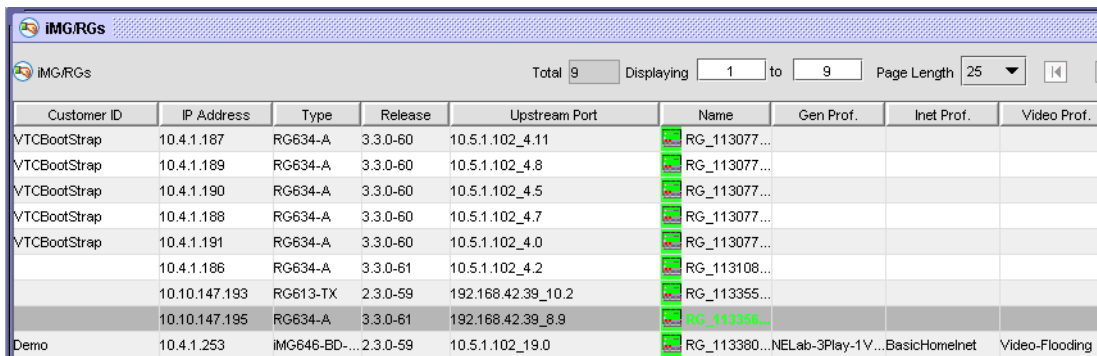 iMG/RGs
iMG/RGs Total 9 Displaying 1 to 9 Page Length 25
Customer ID IP Address Type Release Upstream Port Name Gen Prof. Inet Prof. Video Prof.
VTCBootStrap 10.4.1.187 RG634-A 3.3.0-60 10.5.1.102_4.11 RG_113077...
VTCBootStrap 10.4.1.189 RG634-A 3.3.0-60 10.5.1.102_4.8 RG_113077...
VTCBootStrap 10.4.1.190 RG634-A 3.3.0-60 10.5.1.102_4.5 RG_113077...
VTCBootStrap 10.4.1.188 RG634-A 3.3.0-60 10.5.1.102_4.7 RG_113077...
VTCBootStrap 10.4.1.191 RG634-A 3.3.0-60 10.5.1.102_4.0 RG_113077...
10.4.1.186 RG634-A 3.3.0-61 10.5.1.102_4.2 RG_113108...
10.10.147.193 RG613-TX 2.3.0-59 192.168.42.39_10.2 RG_113355...
10.10.147.195 RG634-A 3.3.0-61 192.168.42.39_8.9 RG_113356...
Demo 10.4.1.253 iMG646-BD-... 2.3.0-59 10.5.1.102_19.0 RG_113380... NELab-3Play-1V... BasicHomeInet Video-Flooding